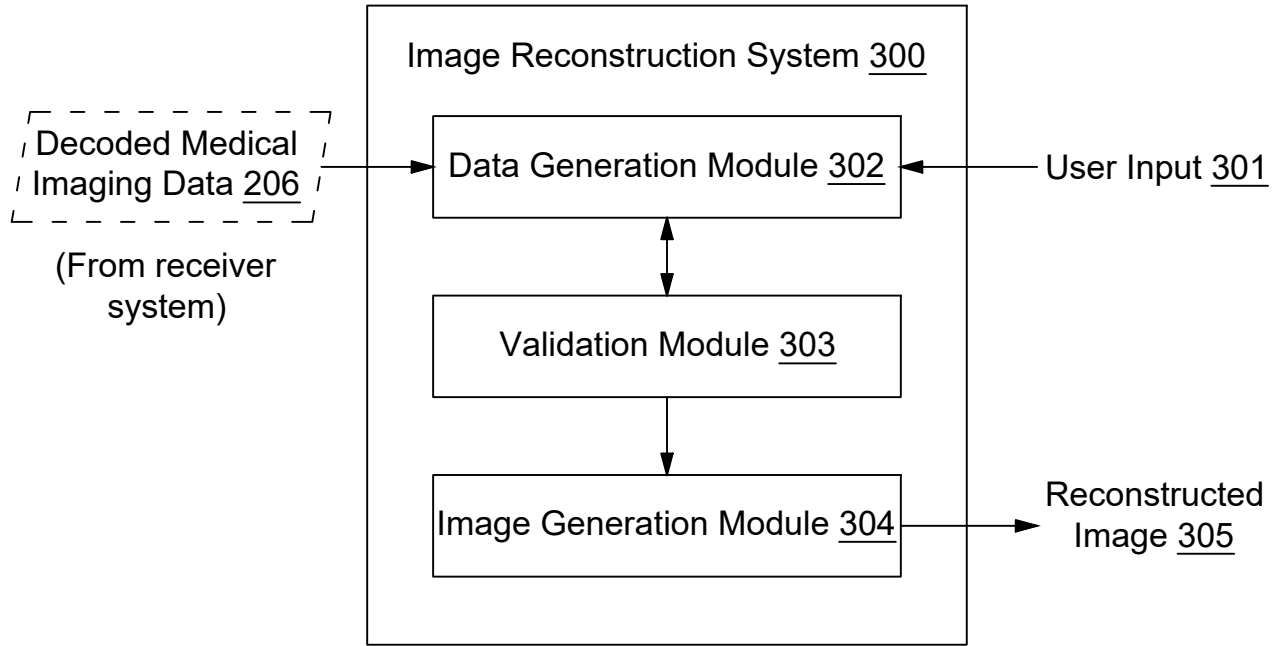 Image Reconstruction System 300
Decoded Medical
Imaging Data 206
(From receiver
system)
Data Generation Module 302
User Input 301
Validation Module 303
Image Generation Module 304
Reconstructed
Image 305